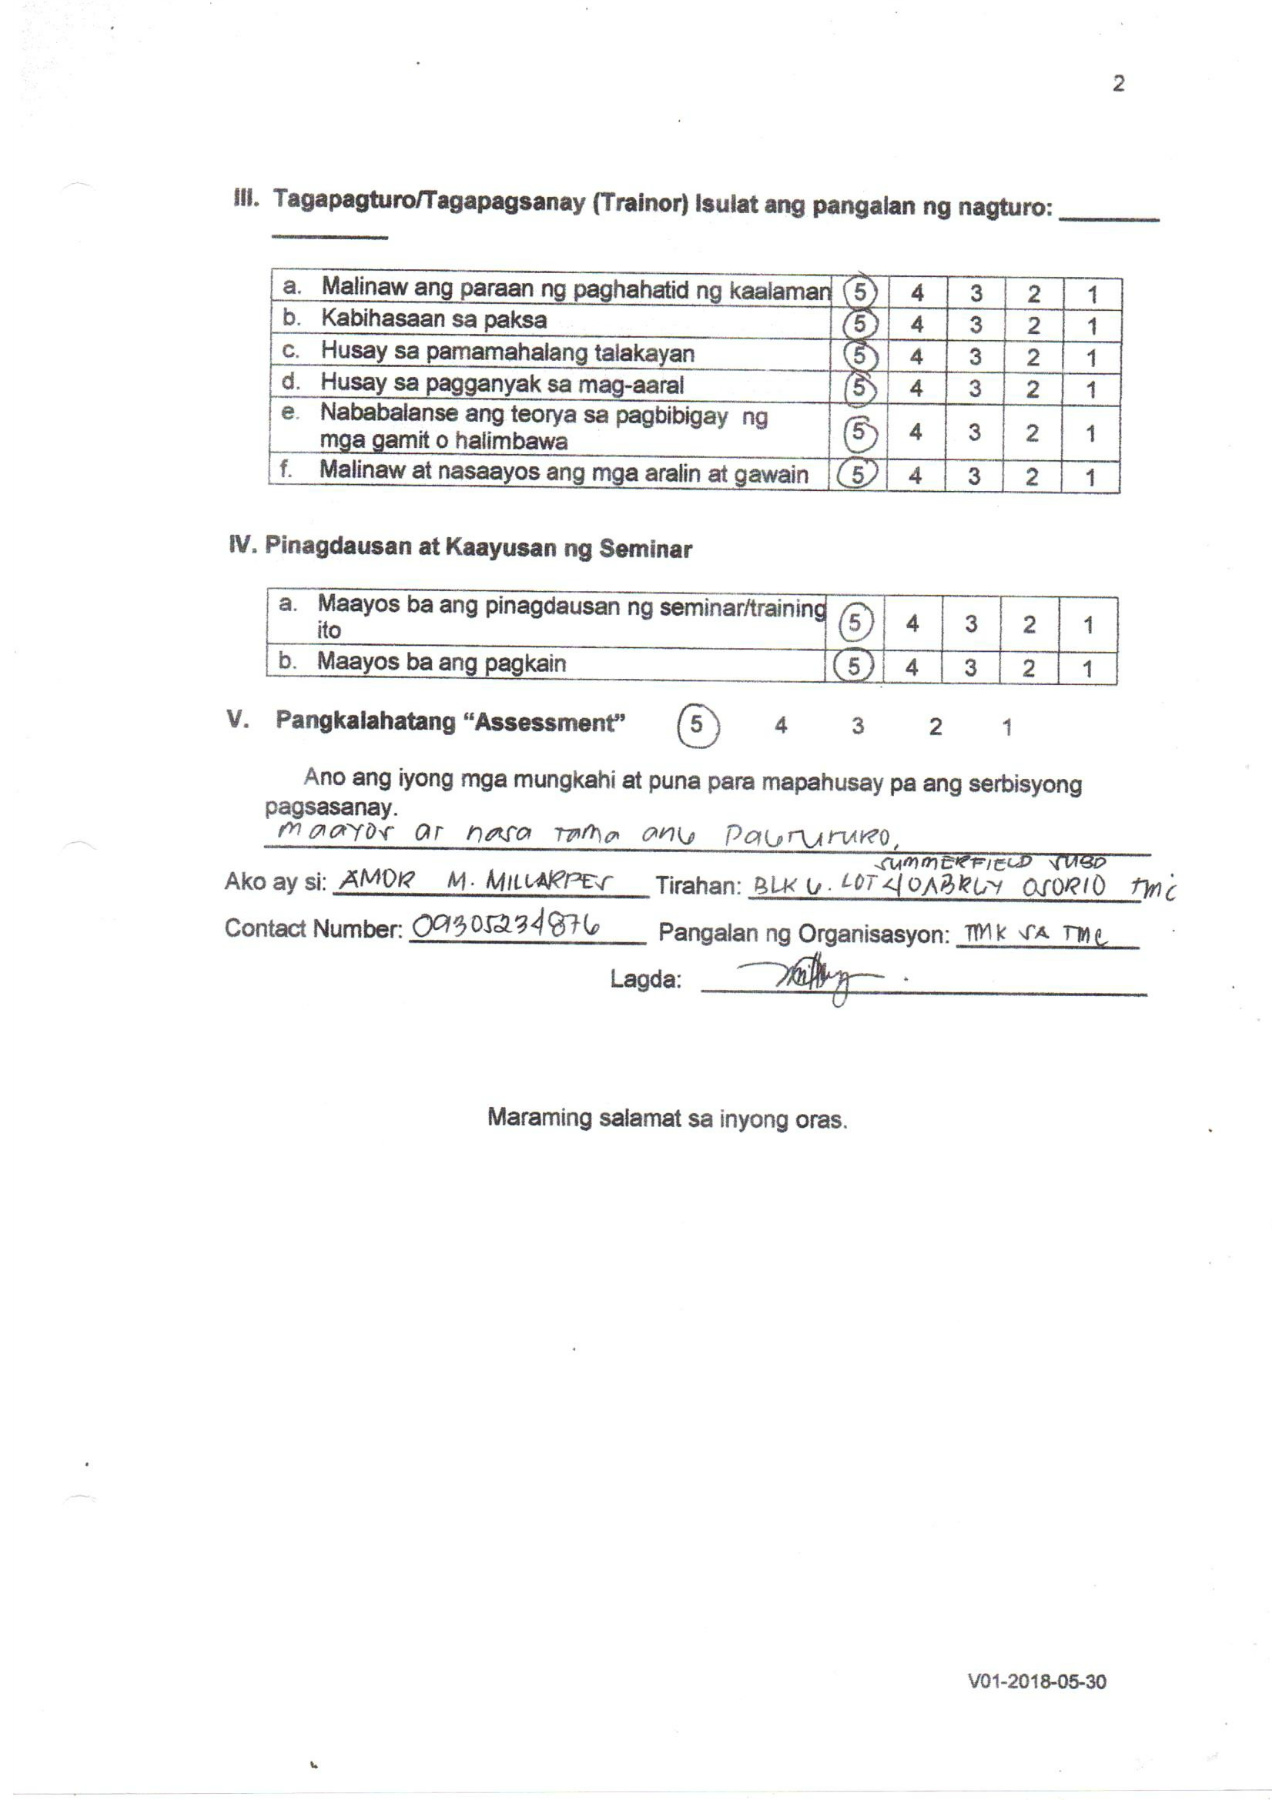 2
III. Tagapagturo/Tagapagsanay (Trainor) Isulat ang pangalan ng nagturo: ________
________
a. Malinaw ang paraan ng paghahatid ng kaalaman 5 4 3 2 1
b. Kabihasaan sa paksa 5 4 3 2 1
c. Husay sa pamamahalang talakayan 5 4 3 2 1
d. Husay sa pagganyak sa mag-aaral 5 4 3 2 1
e. Nababalanse ang teorya sa pagbibigay ng
mga gamit o halimbawa 5 4 3 2 1
f. Malinaw at nasaayos ang mga aralin at gawain 5 4 3 2 1
IV. Pinagdausan at Kaayusan ng Seminar
a. Maayos ba ang pinagdausan ng seminar/training
ito 5 4 3 2 1
b. Maayos ba ang pagkain 5 4 3 2 1
V. Pangkalahatang “Assessment” 5 4 3 2 1
Ano ang iyong mga mungkahi at puna para mapahusay pa ang serbisyong
pagsasanay.
maayos at nasa tama ang Pagtuturo,
SUMMERFIELD SUBD
Ako ay si: AMOR M. MILLARPES Tirahan: BLK 6. LOT 40A BRGY OSORIO TMC
Contact Number: 09305234876 Pangalan ng Organisasyon: TMK SA TMC
Lagda:
Maraming salamat sa inyong oras.
V01-2018-05-30